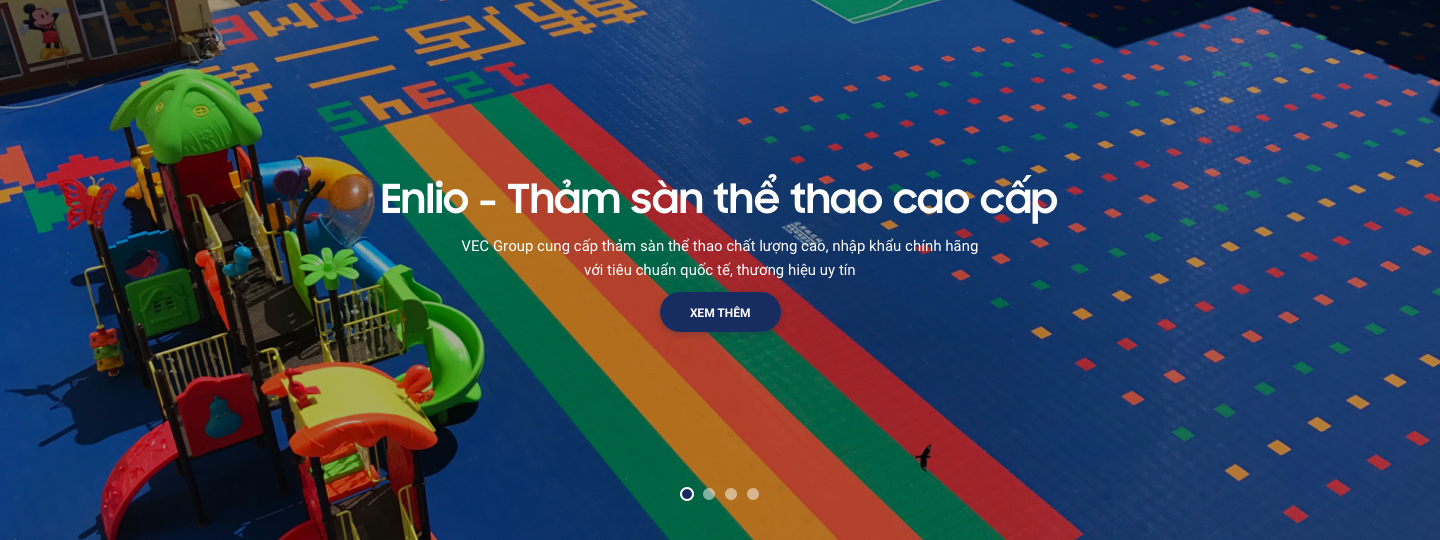 Enlio - Thảm sàn thể thao cao cấp
VEC Group cung cấp thảm sàn thể thao chất lượng cao, nhập khẩu chính hãng
với tiêu chuẩn quốc tế, thương hiệu uy tín
XEM THÊM